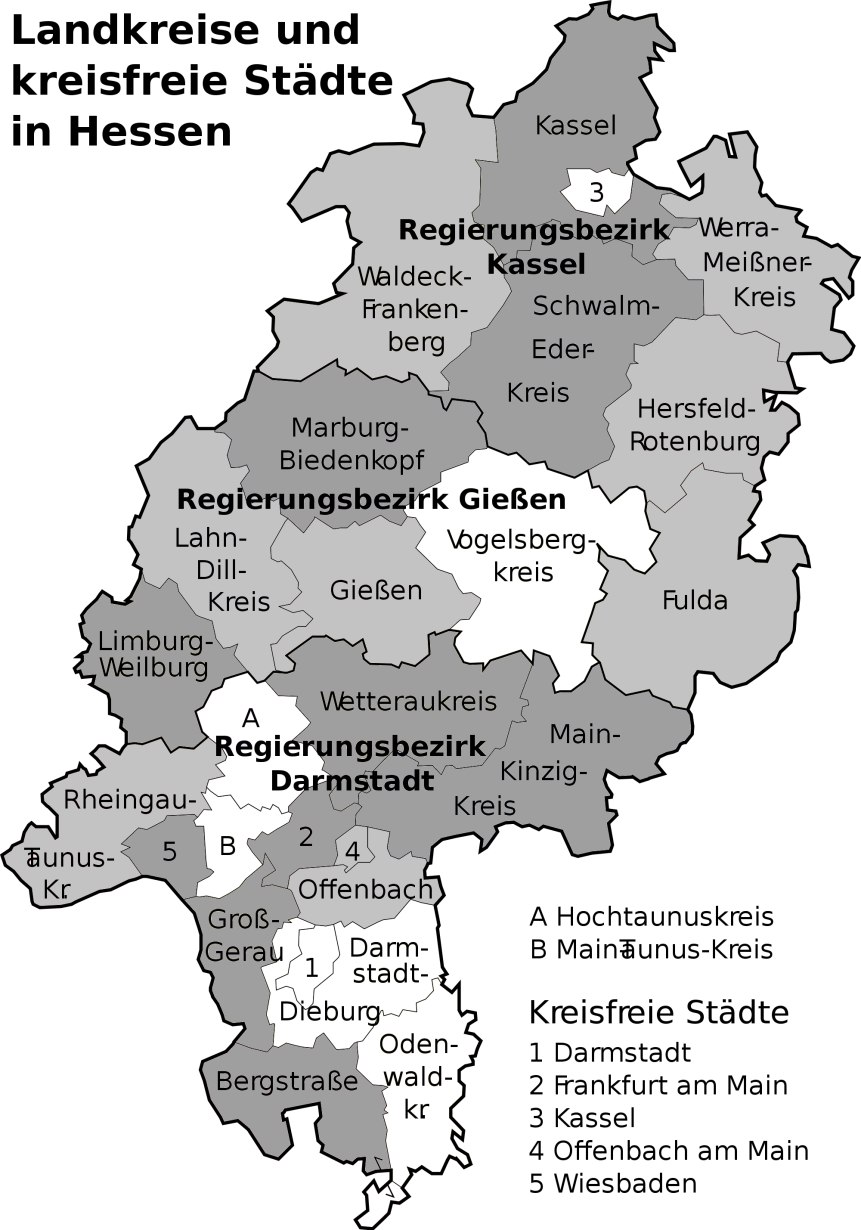 Landkreise und
kreisfreie Städte
in Hessen
Kassel
3
Regierungsbezirk
Kassel
Werra-
Meißner-
Kreis
Waldeck-
Franken-
berg
Schwalm-
Eder-
Kreis
Hersfeld-
Rotenburg
Marburg-
Biedenkopf
Regierungsbezirk Gießen
Lahn-
Dill-
Kreis
Gießen
Vogelsberg-
kreis
Fulda
Limburg-
Weilburg
A
Wetteraukreis
Regierungsbezirk
Darmstadt
Main-
Kinzig-
Kreis
Rheingau-
Taunus-
Kr.
5
B
2
4
Offenbach
Groß-
Gerau
1
Darm-
stadt-
Dieburg
Oden-
wald-
kr.
Bergstraße
A Hochtaunuskreis
B Main-Taunus-Kreis
Kreisfreie Städte
1 Darmstadt
2 Frankfurt am Main
3 Kassel
4 Offenbach am Main
5 Wiesbaden